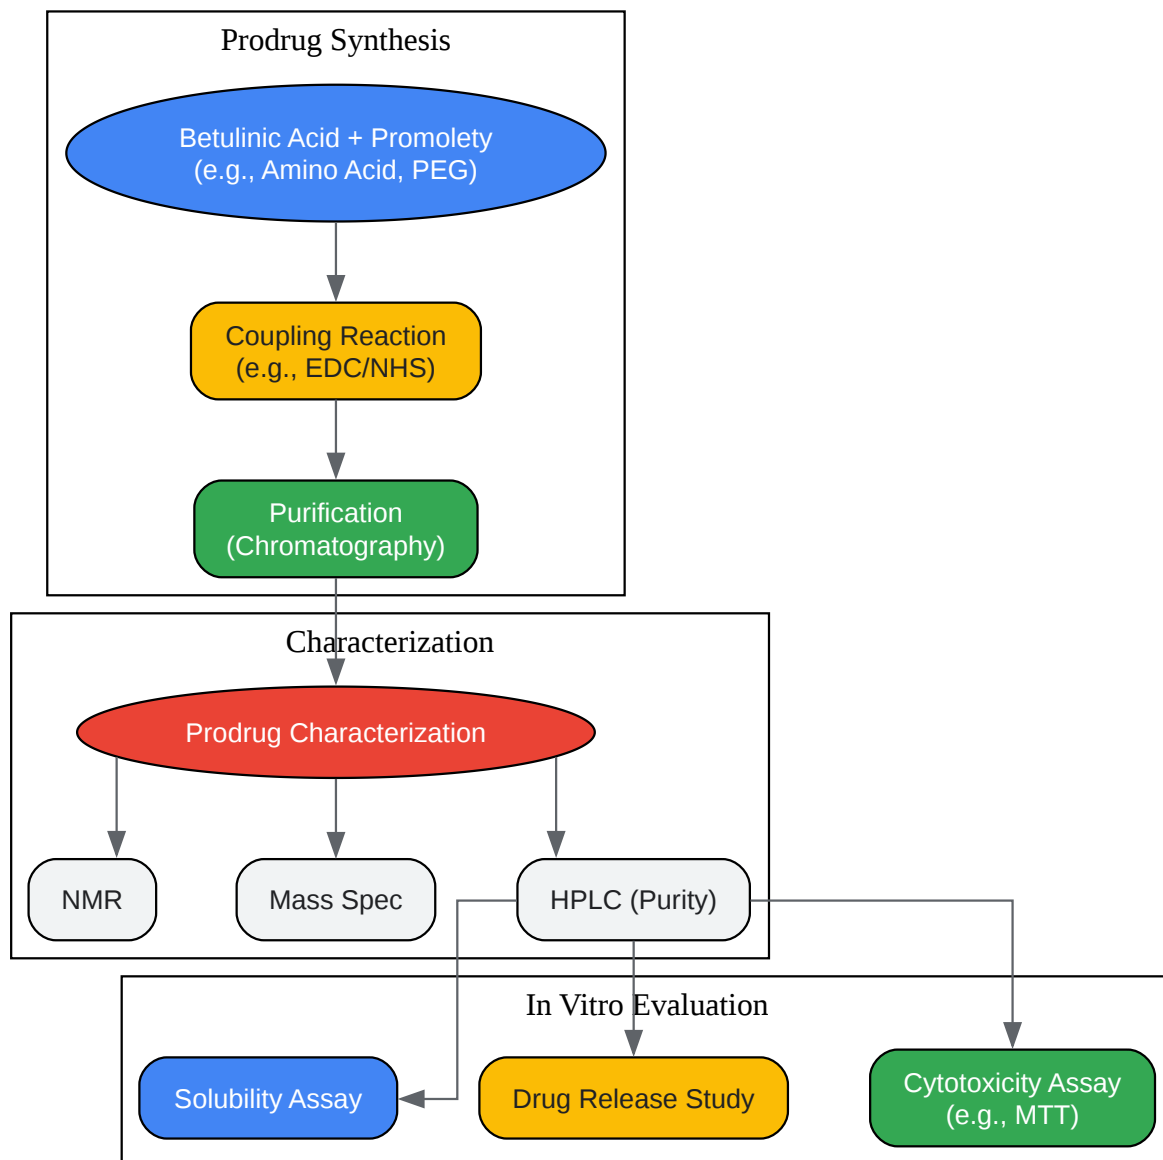 Prodrug Synthesis
Betulinic Acid + Promolety
(e.g., Amino Acid, PEG)
Coupling Reaction
(e.g., EDC/NHS)
Purification
(Chromatography)
Characterization
Prodrug Characterization
NMR
Mass Spec
HPLC (Purity)
In Vitro Evaluation
Solubility Assay
Drug Release Study
Cytotoxicity Assay
(e.g., MTT)